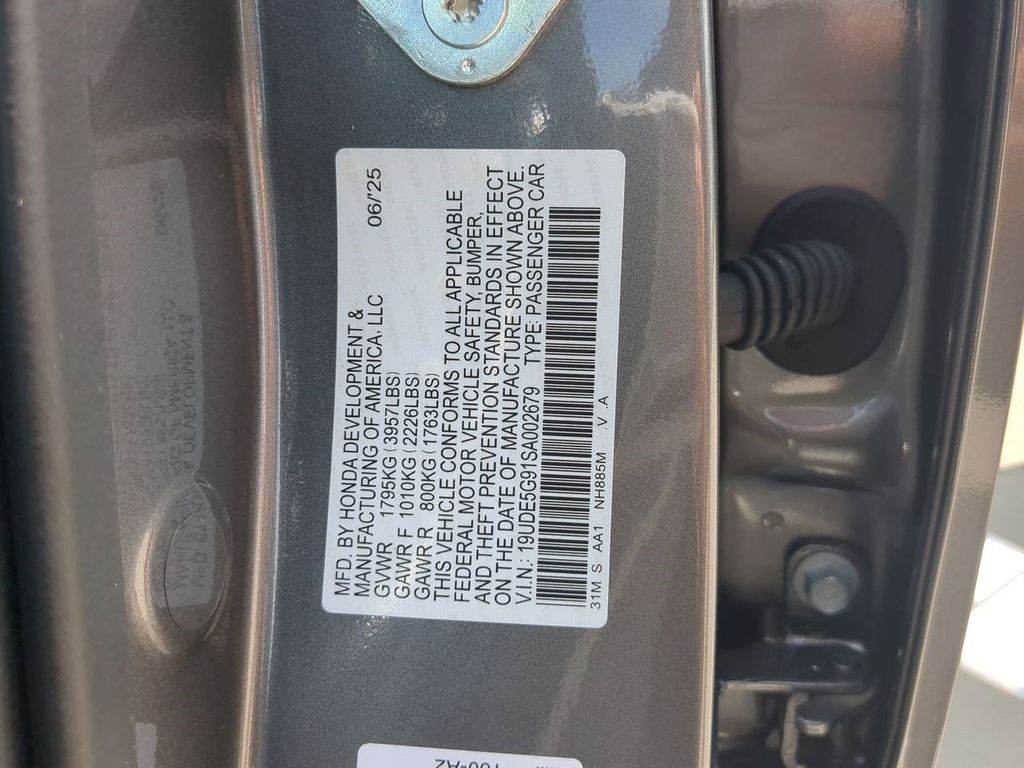 MFD. BY HONDA DEVELOPMENT &
MANUFACTURING OF AMERICA, LLC 06/'25
GVWR 1795KG (3957LBS)
GAWR F 1010KG (2226LBS)
GAWR R 800KG (1763LBS)
THIS VEHICLE CONFORMS TO ALL APPLICABLE
FEDERAL MOTOR VEHICLE SAFETY, BUMPER,
AND THEFT PREVENTION STANDARDS IN EFFECT
ON THE DATE OF MANUFACTURE SHOWN ABOVE.
V.I.N.: 19UDE5G91SA002679 TYPE: PASSENGER CAR
31M S AA1 NH885M .V .A